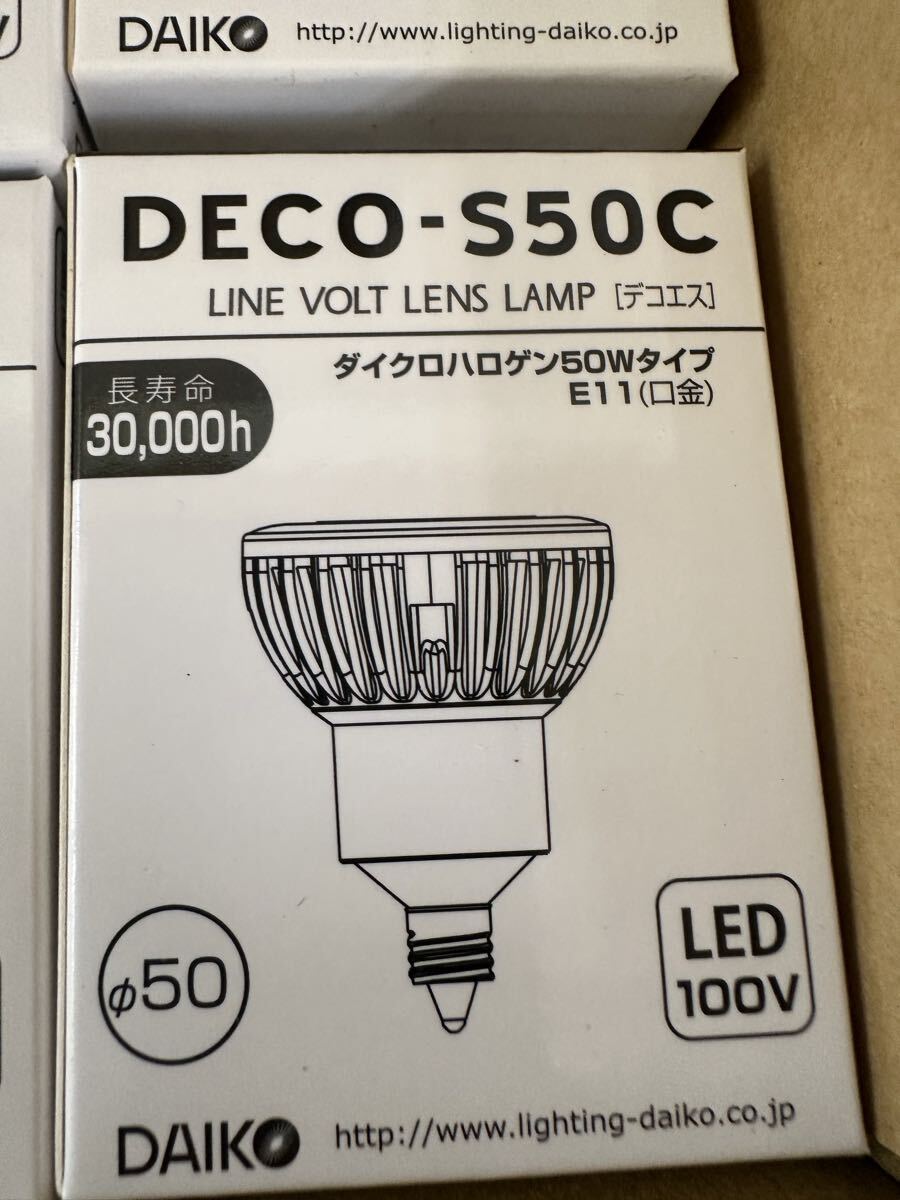 DAIKO http://www.lighting-daiko.co.jp
DECO-S50C
LINE VOLT LENS LAMP [デコエス]
ダイクロハロゲン50Wタイプ
E11(口金)
長寿命
30,000h
φ50
LED
100V
DAIKO http://www.lighting-daiko.co.jp